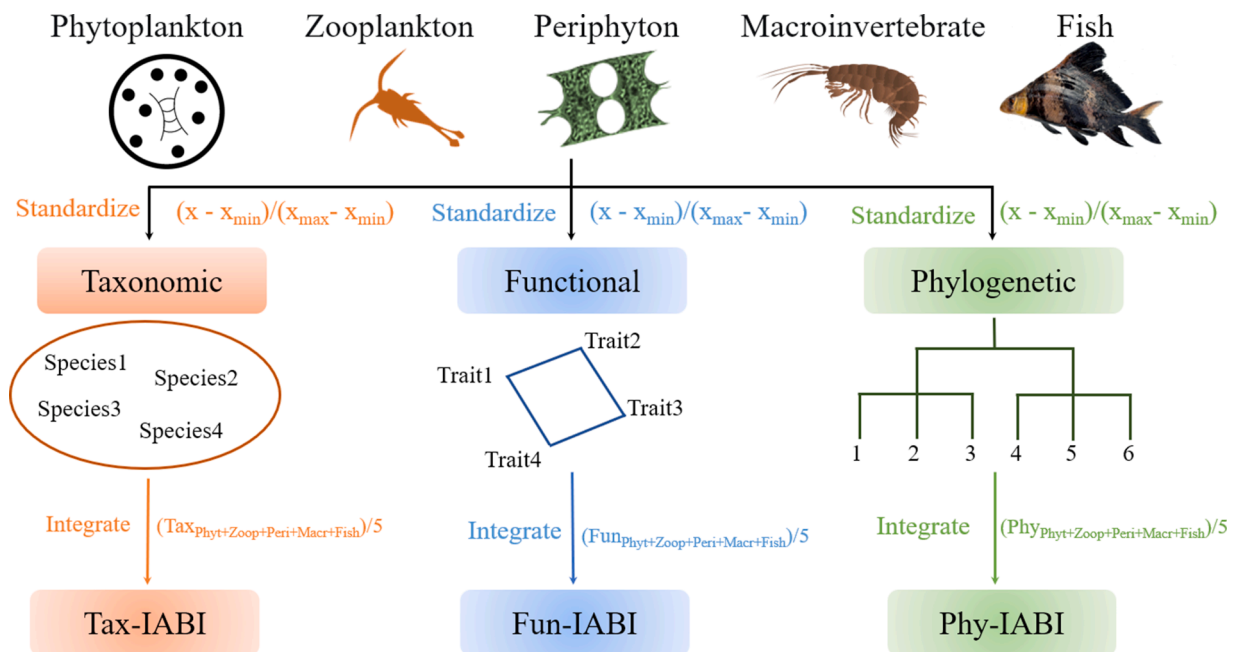 Phytoplankton Zooplankton Periphyton Macroinvertebrate Fish
Standardize (x - xmin)/(xmax- xmin) Standardize (x - xmin)/(xmax- xmin) Standardize (x - xmin)/(xmax- xmin)
Taxonomic Functional Phylogenetic
Species1
Species2
Species3
Species4
Trait2
Trait1
Trait3
Trait4
1 2 3 4 5 6
Integrate (TaxPhyt+Zoop+Peri+Macr+Fish)/5 Integrate (FunPhyt+Zoop+Peri+Macr+Fish)/5 Integrate (PhyPhyt+Zoop+Peri+Macr+Fish)/5
Tax-IABI Fun-IABI Phy-IABI